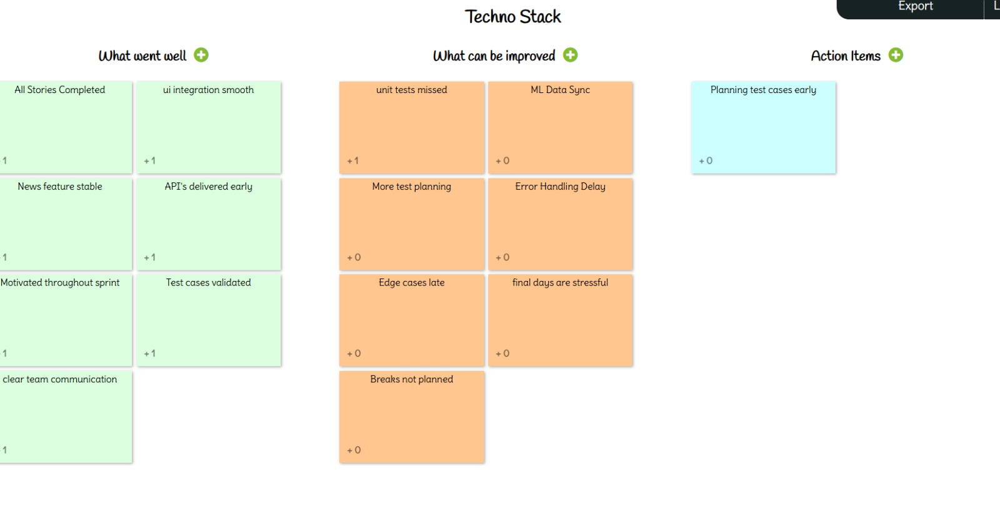 Export
Techno Stack
What went well
What can be improved
Action Items
All Stories Completed
1
ui integration smooth
+ 1
News feature stable
1
API's delivered early
+ 1
Motivated throughout sprint
1
Test cases validated
+ 1
clear team communication
1
unit tests missed
+ 1
ML Data Sync
+ 0
More test planning
+ 0
Error Handling Delay
+ 0
Edge cases late
+ 0
final days are stressful
+ 0
Breaks not planned
+ 0
Planning test cases early
+ 0